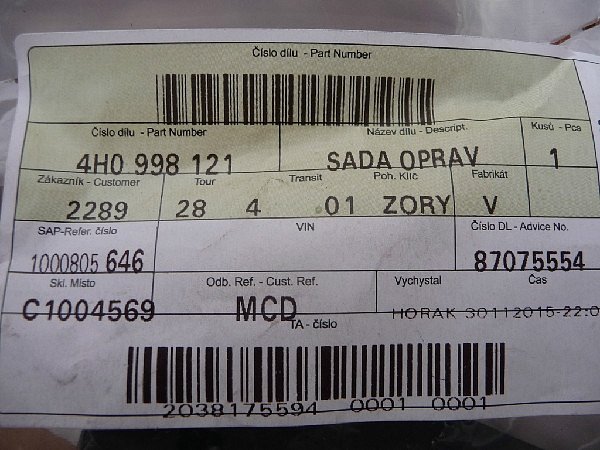 Číslo dílu - Part Number
Číslo dílu - Part Number Název dílu - Descript. Kusů - Pcs
4H0 998 121 SADA OPRAV 1
Zákazník - Customer Tour Transit Poh. Klíč Fabrikát
2289 28 4 01 ZORY V
SAP-Refer. číslo VIN Číslo DL - Advice No.
1000805 646 87075554
Skl. Místo Odb. Ref. - Cust. Ref. Vychystal Čas
C1004569 MCD HORAK 30112015-22:0
TA - číslo
2038175594 0001 0001